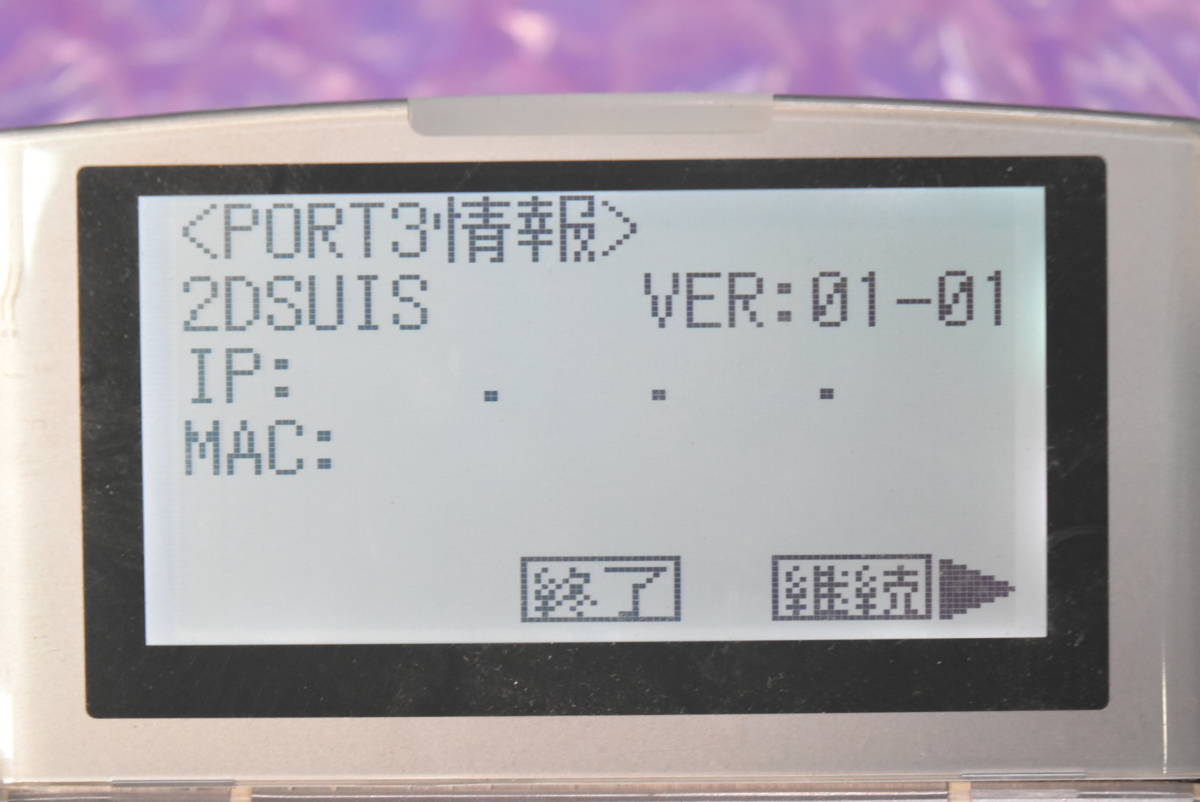 <PORT3情報>
2DSUIS VER:01-01
IP: . . .
MAC:
終了 継続